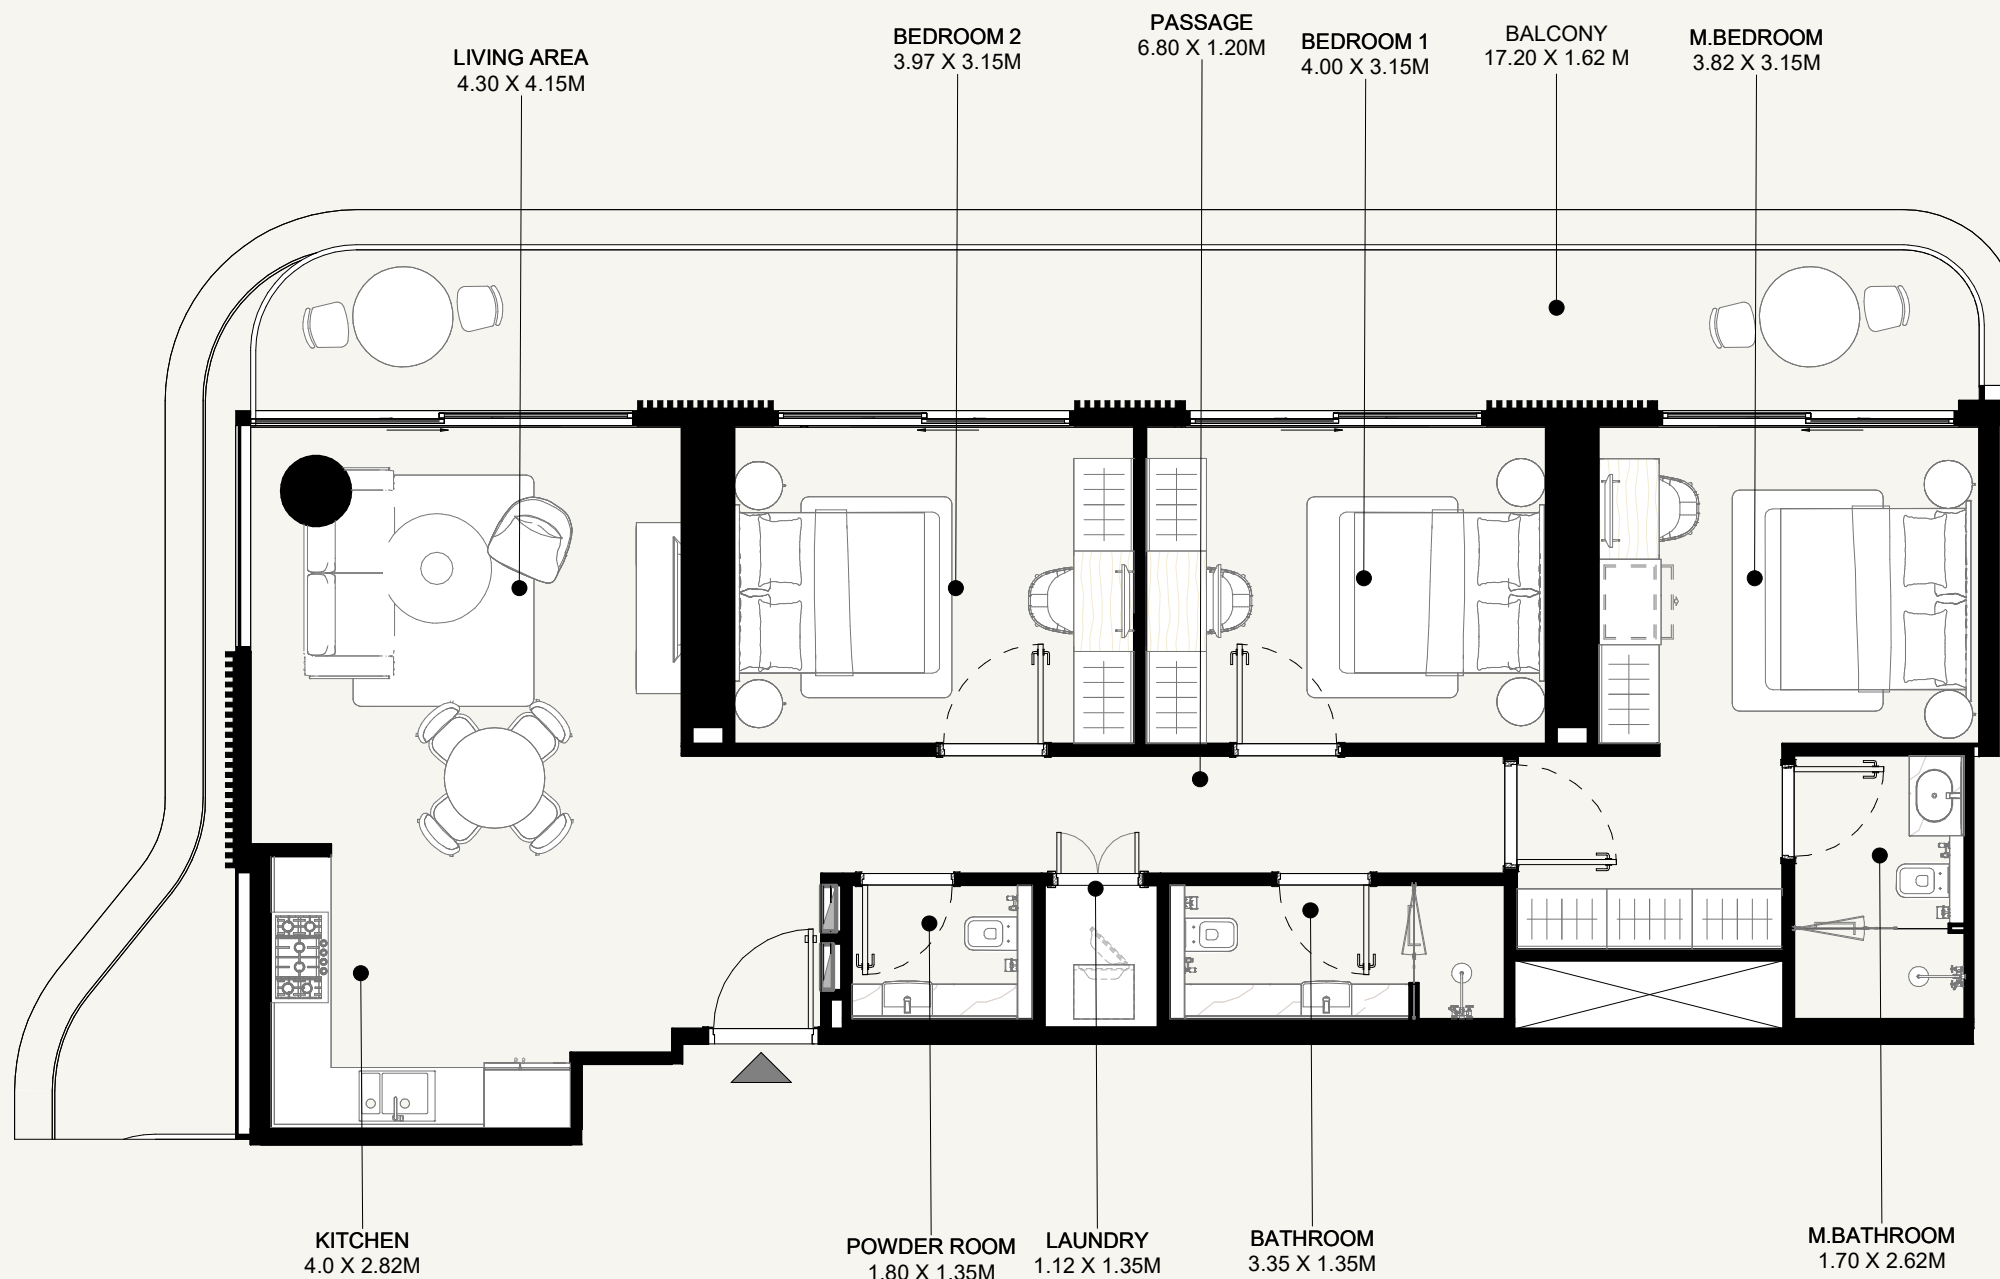 LIVING AREA
4.30 X 4.15M
BEDROOM 2
3.97 X 3.15M
PASSAGE
6.80 X 1.20M
BEDROOM 1
4.00 X 3.15M
BALCONY
17.20 X 1.62 M
M.BEDROOM
3.82 X 3.15M
KITCHEN
4.0 X 2.82M
POWDER ROOM
1.80 X 1.35M
LAUNDRY
1.12 X 1.35M
BATHROOM
3.35 X 1.35M
M.BATHROOM
1.70 X 2.62M